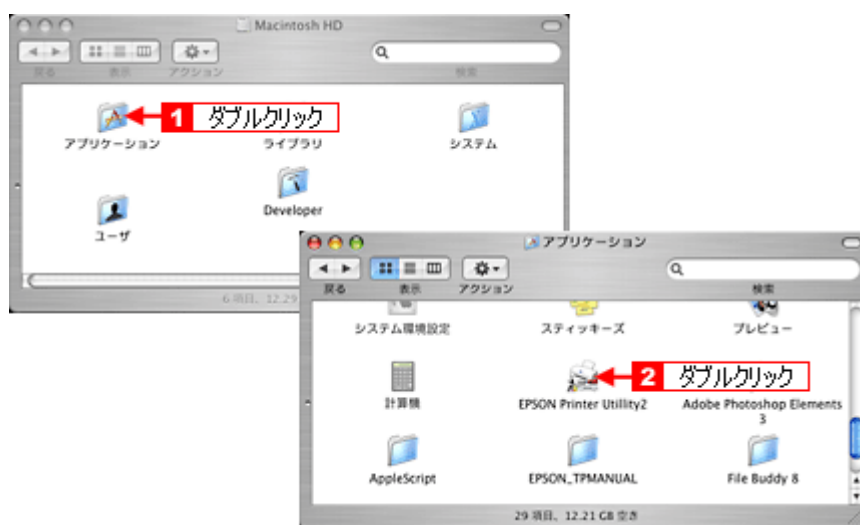 Macintosh HD
戻る 表示 アクション 検索
1 ダブルクリック
アプリケーション ライブラリ システム
ユーザ Developer
6 項目、12.29
アプリケーション
戻る 表示 アクション 検索
システム環境設定 スティッキーズ プレビュー
2 ダブルクリック
計算機 EPSON Printer Utillity2 Adobe Photoshop Elements
3
AppleScript EPSON_TPMANUAL File Buddy 8
29 項目、12.21 GB 空き